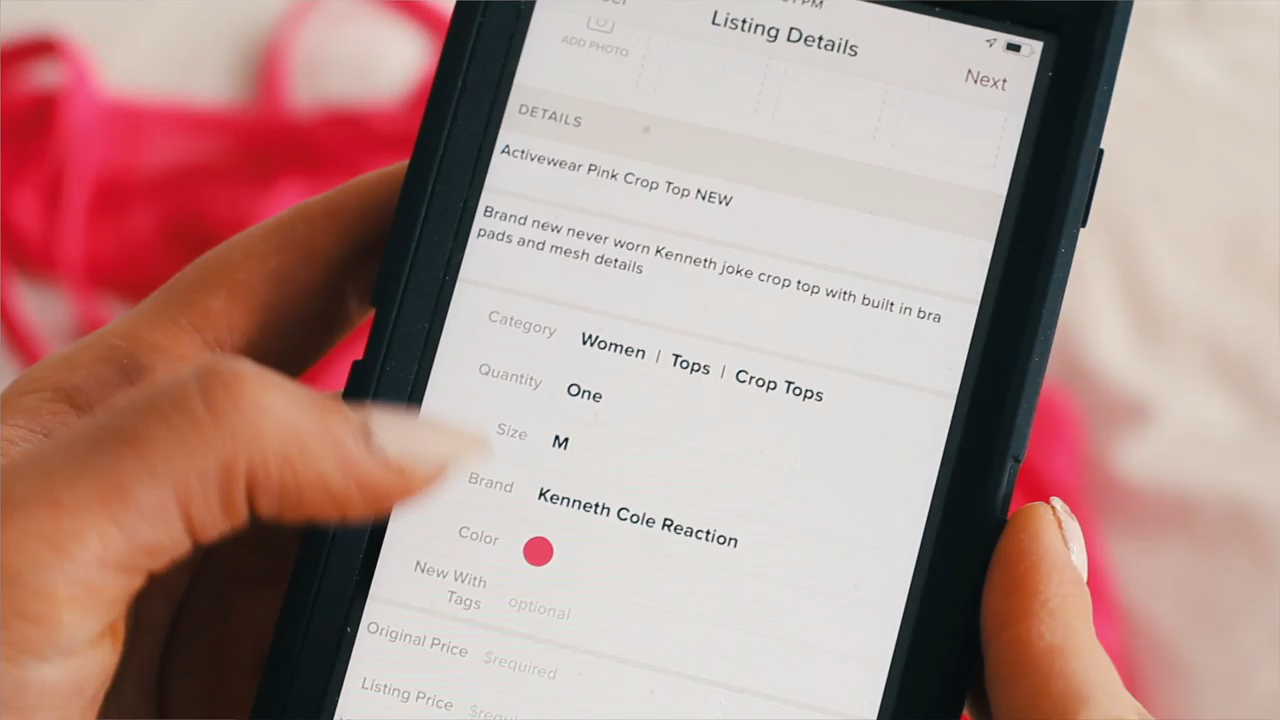 PM
Listing Details
Next
ADD PHOTO
DETAILS
Activewear Pink Crop Top NEW
Brand new never worn Kenneth joke crop top with built in bra
pads and mesh details
Category Women | Tops | Crop Tops
Quantity One
Size M
Brand Kenneth Cole Reaction
Color
New With
Tags optional
Original Price $required
Listing Price